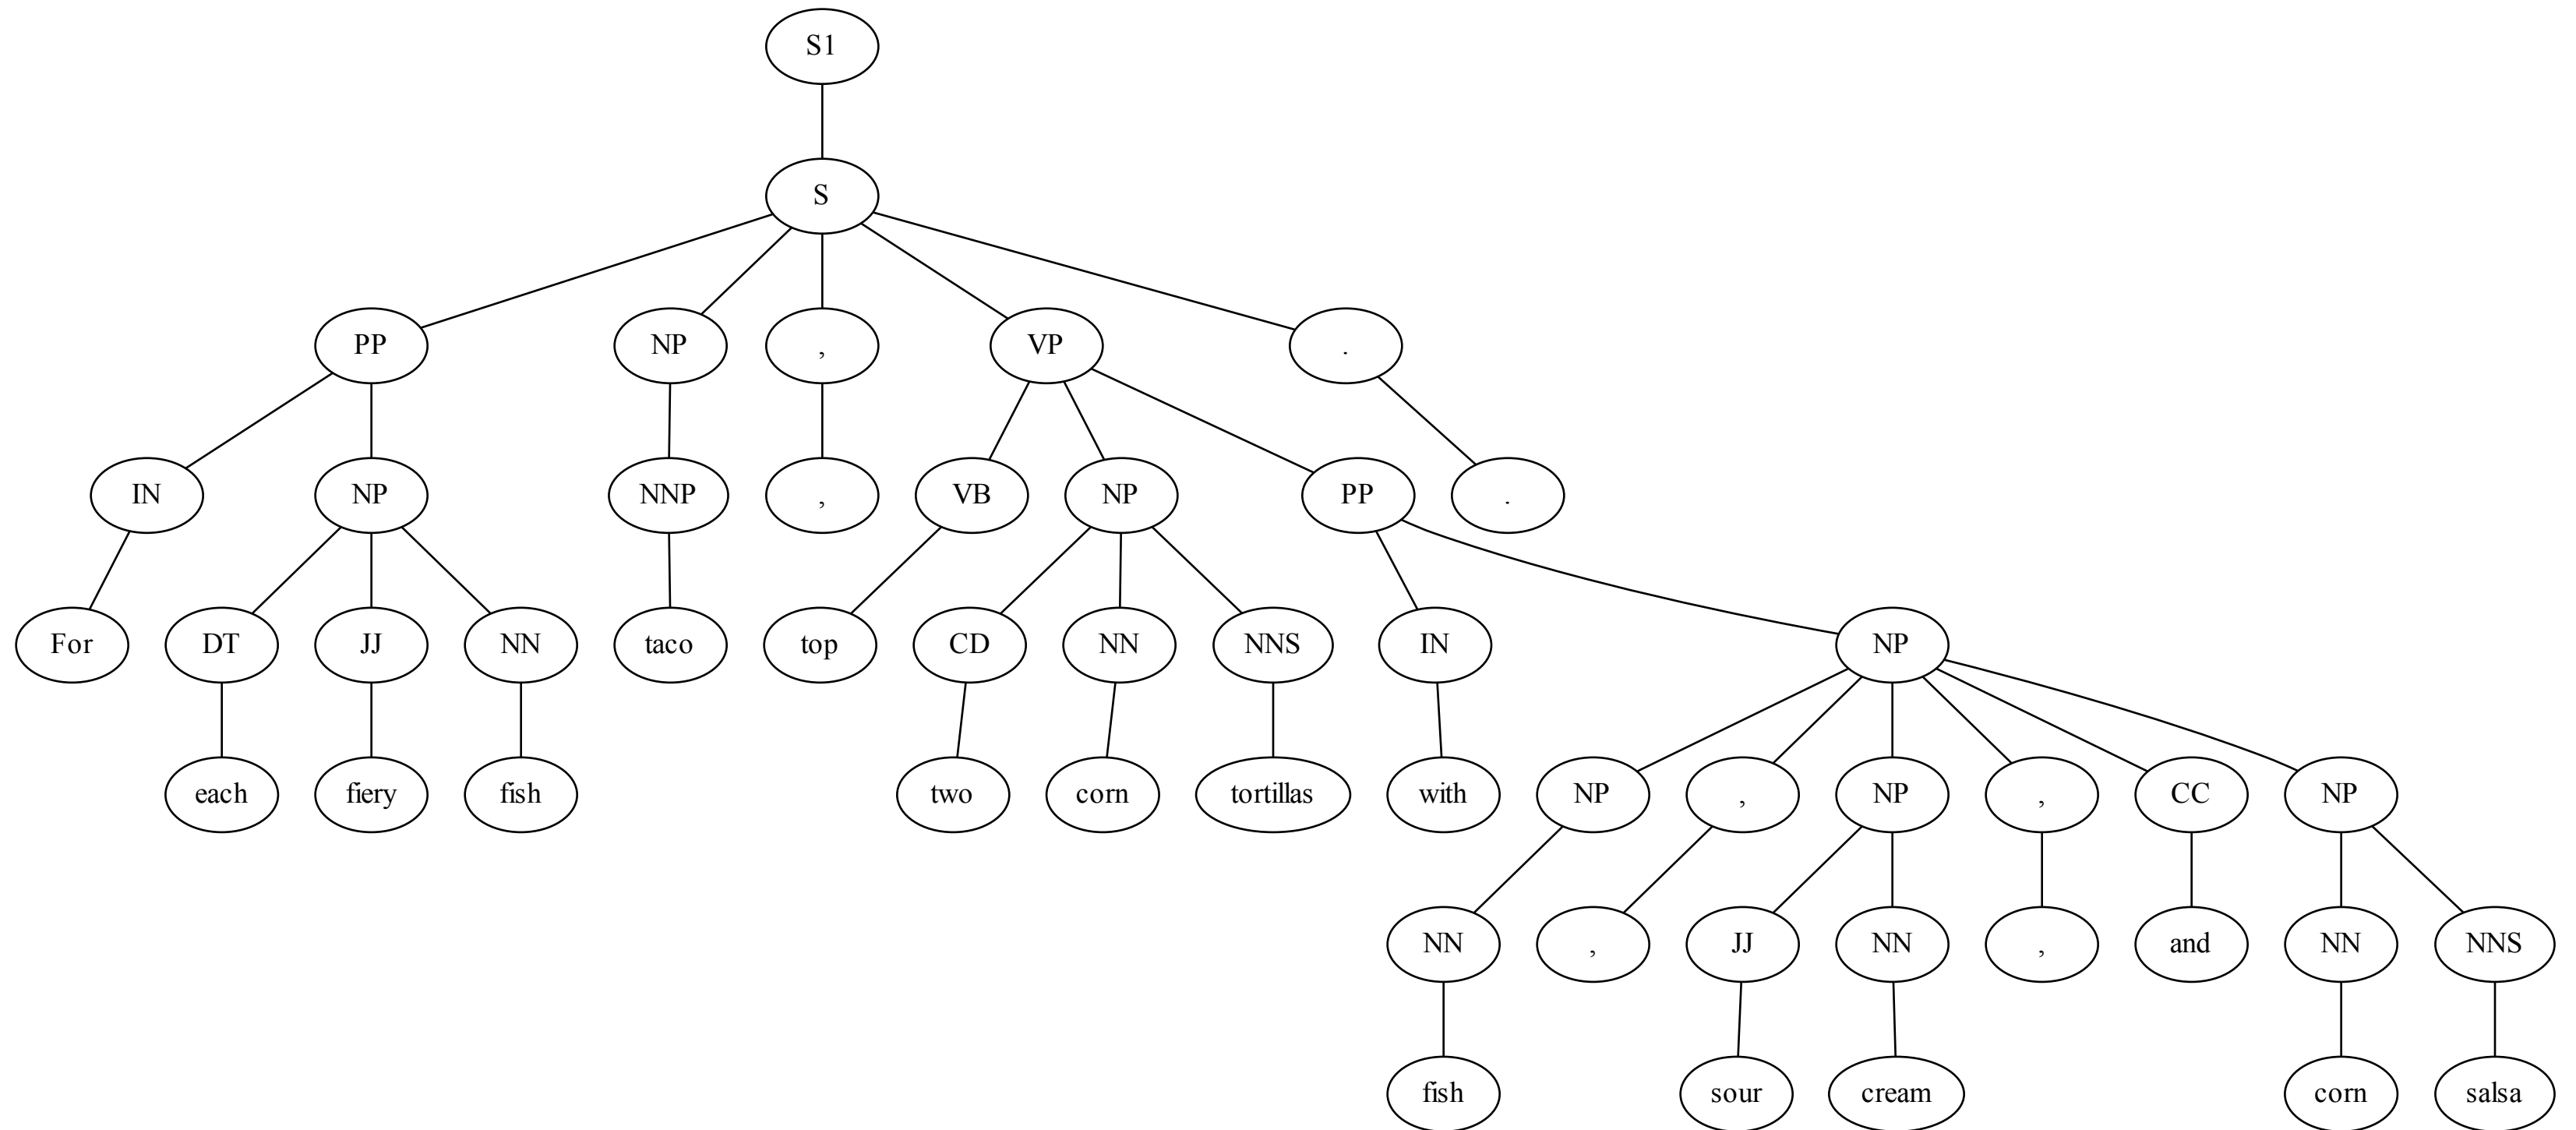 S1
S
PP NP , VP .
IN NP NNP , VB NP PP .
For DT JJ NN taco top CD NN NNS IN NP
each fiery fish two corn tortillas with NP , NP , CC NP
NN , JJ NN , and NN NNS
fish sour cream corn salsa